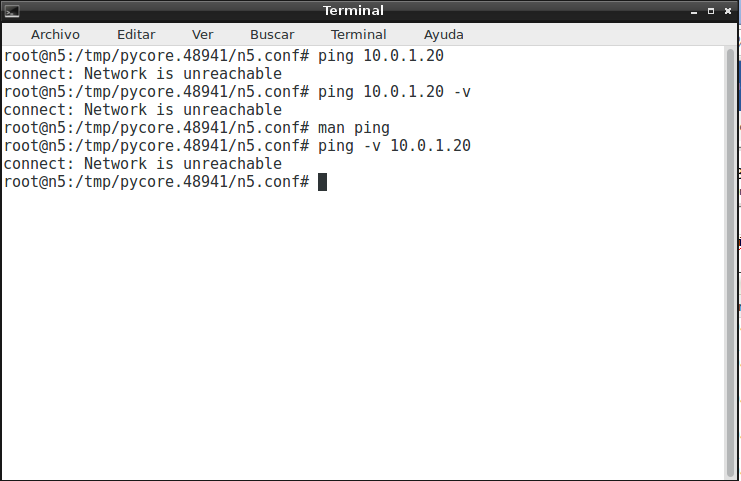 Terminal
Archivo Editar Ver Buscar Terminal Ayuda
root@n5:/tmp/pycore.48941/n5.conf# ping 10.0.1.20
connect: Network is unreachable
root@n5:/tmp/pycore.48941/n5.conf# ping 10.0.1.20 -v
connect: Network is unreachable
root@n5:/tmp/pycore.48941/n5.conf# man ping
root@n5:/tmp/pycore.48941/n5.conf# ping -v 10.0.1.20
connect: Network is unreachable
root@n5:/tmp/pycore.48941/n5.conf#